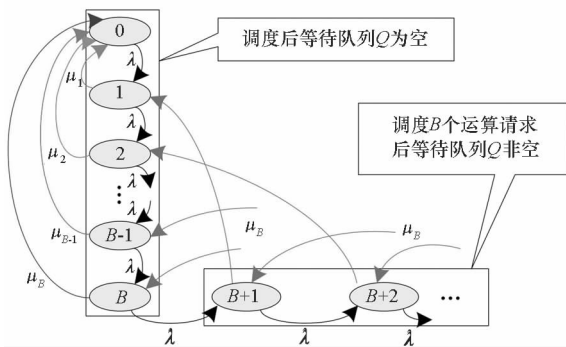 0
调度后等待队列Q为空
λ
μ1
1
λ
调度B个运算请求
后等待队列Q非空
μ2
2
λ
⋮
λ
μB-1
B-1
μB
μB
λ
μB
B
B+1
B+2
...
λ
λ
λ